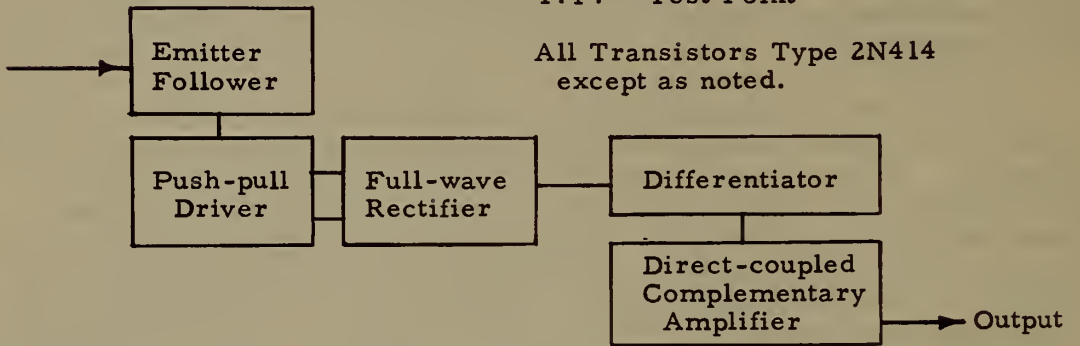 All Transistors Type 2N414
except as noted.
Emitter
Follower
Push-pull
Driver
Full-wave
Rectifier
Differentiator
Direct-coupled
Complementary
Amplifier
Output